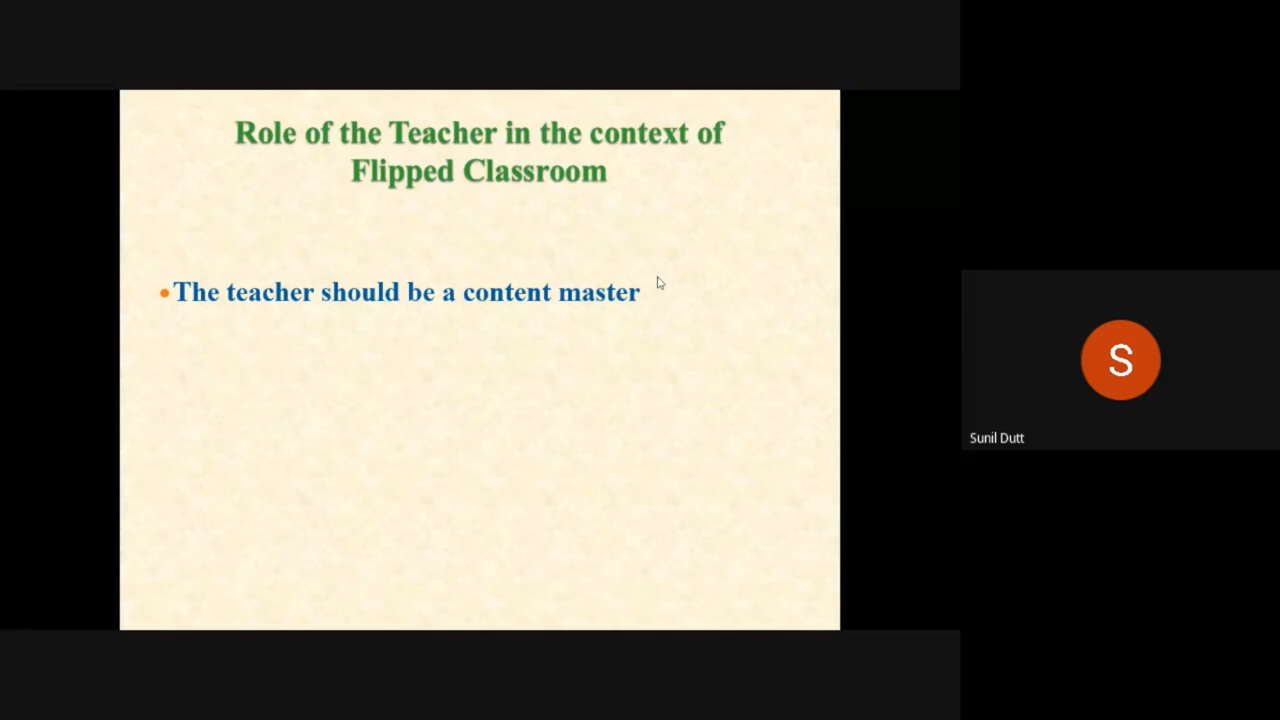 Role of the Teacher in the context of
Flipped Classroom
•The teacher should be a content master
S
Sunil Dutt